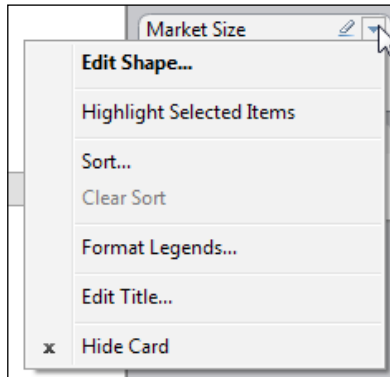 Market Size
Edit Shape...
Highlight Selected Items
Sort...
Clear Sort
Format Legends...
Edit Title...
x Hide Card